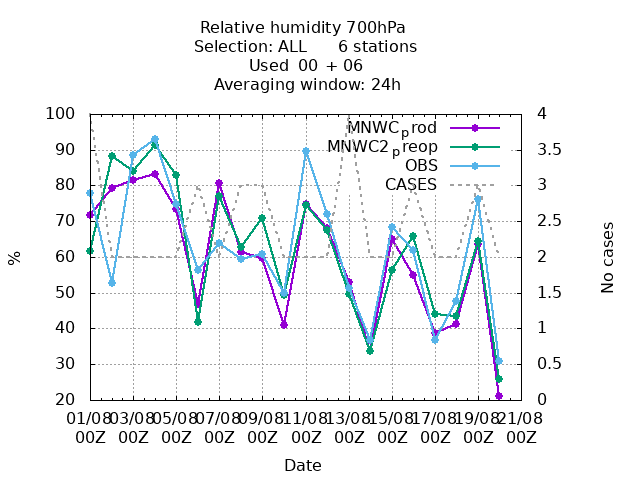 Relative humidity 700hPa
Selection: ALL      6 stations
Used  00  + 06
Averaging window: 24h
100 4
MNWCprod
90 3.5
MNWC2preop
OBS
80 3
CASES
70 2.5
60 2
50 1.5
40 1
30 0.5
20 0
%
No cases
01/08 03/08 05/08 07/08 09/08 11/08 13/08 15/08 17/08 19/08 21/08
00Z 00Z 00Z 00Z 00Z 00Z 00Z 00Z 00Z 00Z 00Z
Date